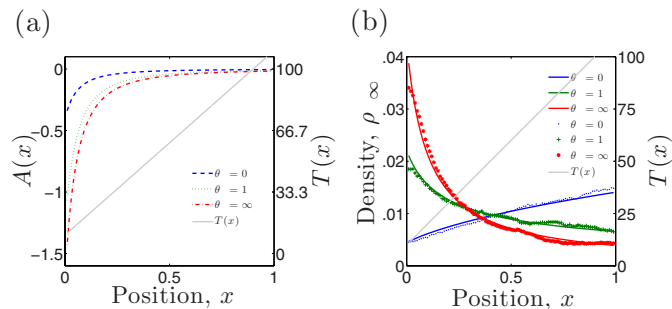 (a)
0
−0.5
−1
−1.5
A(x)
100
66.7
33.3
0
T(x)
θ = 0
θ = 1
θ = ∞
T(x)
0
0.5
1
Position, x
(b)
.04
.03
.02
.01
0
Density, ρ ∞
100
75
50
25
0
T(x)
θ = 0
θ = 1
θ = ∞
θ = 0
θ = 1
θ = ∞
T(x)
0
0.5
1
Position, x